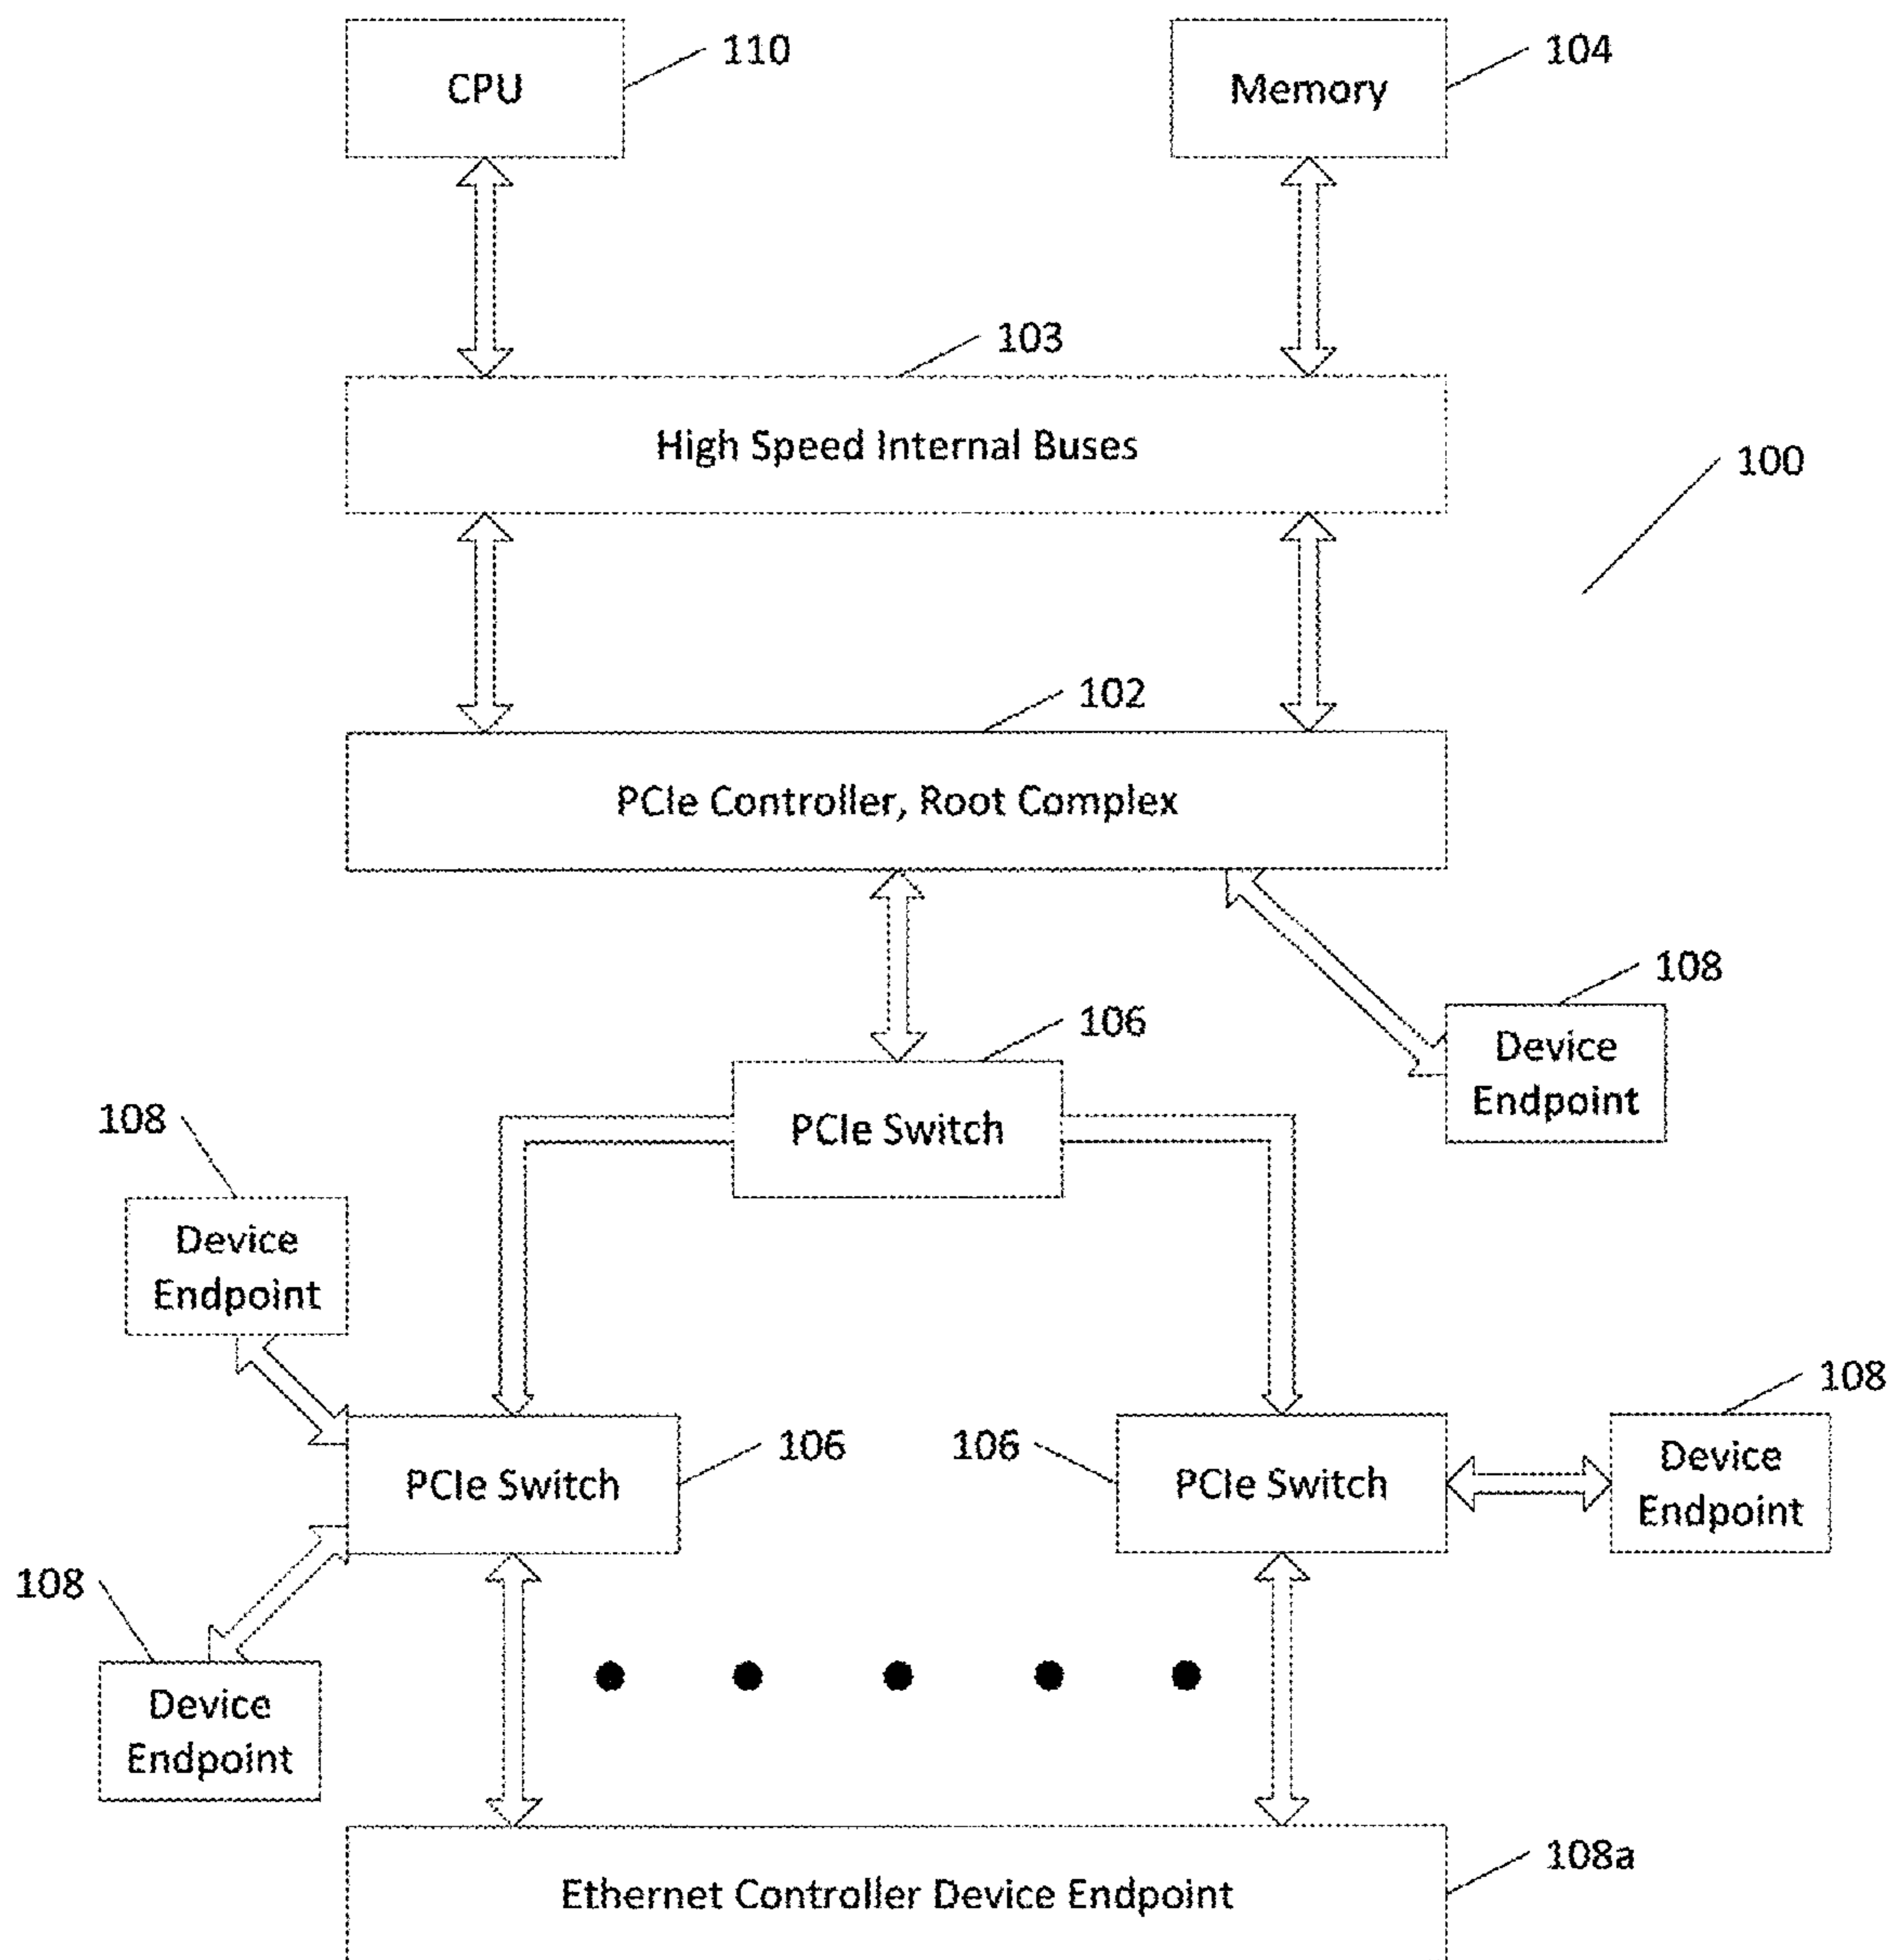 CPU
110
Memory
104
103
High Speed Internal Buses
100
102
PCIe Controller, Root Complex
108
Device
Endpoint
106
PCIe Switch
108
Device
Endpoint
106
PCIe Switch
106
PCIe Switch
108
Device
Endpoint
108
Device
Endpoint
108a
Ethernet Controller Device Endpoint